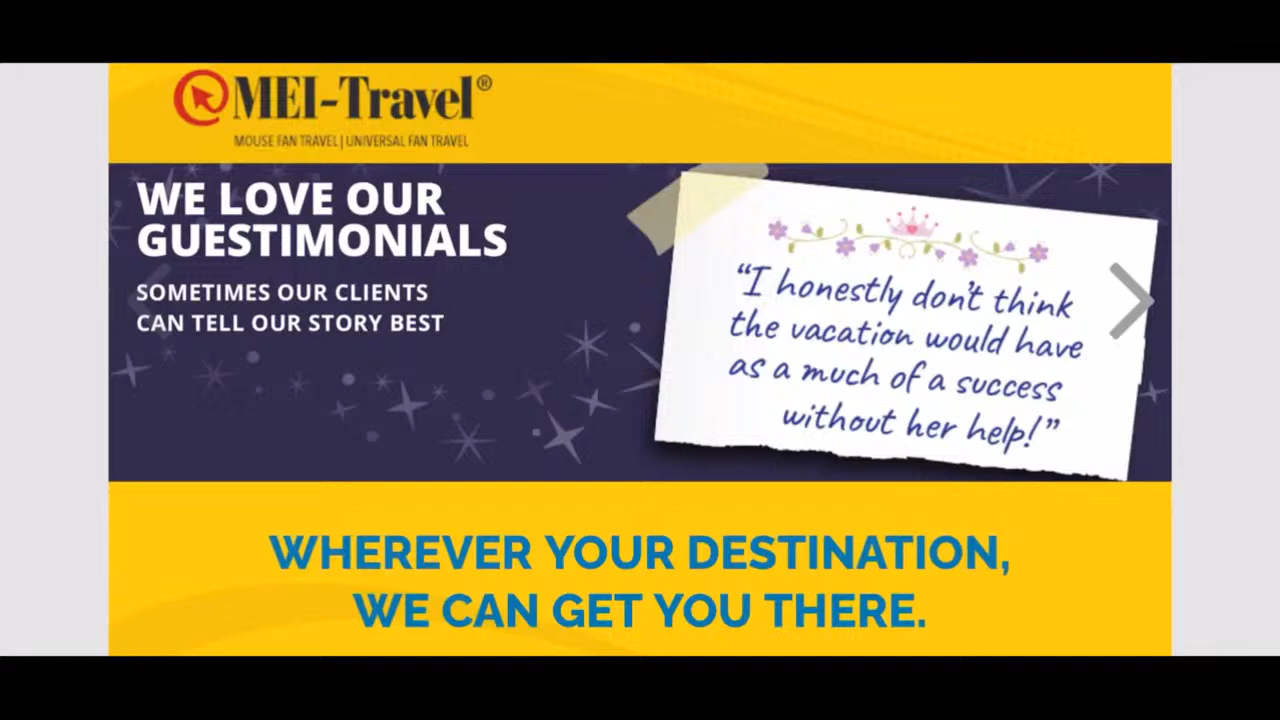 MEI-Travel®
MOUSE FAN TRAVEL | UNIVERSAL FAN TRAVEL
WE LOVE OUR
GUESTIMONIALS
SOMETIMES OUR CLIENTS
CAN TELL OUR STORY BEST
“I honestly don't think
the vacation would have
as a much of a success
without her help!”
WHEREVER YOUR DESTINATION,
WE CAN GET YOU THERE.